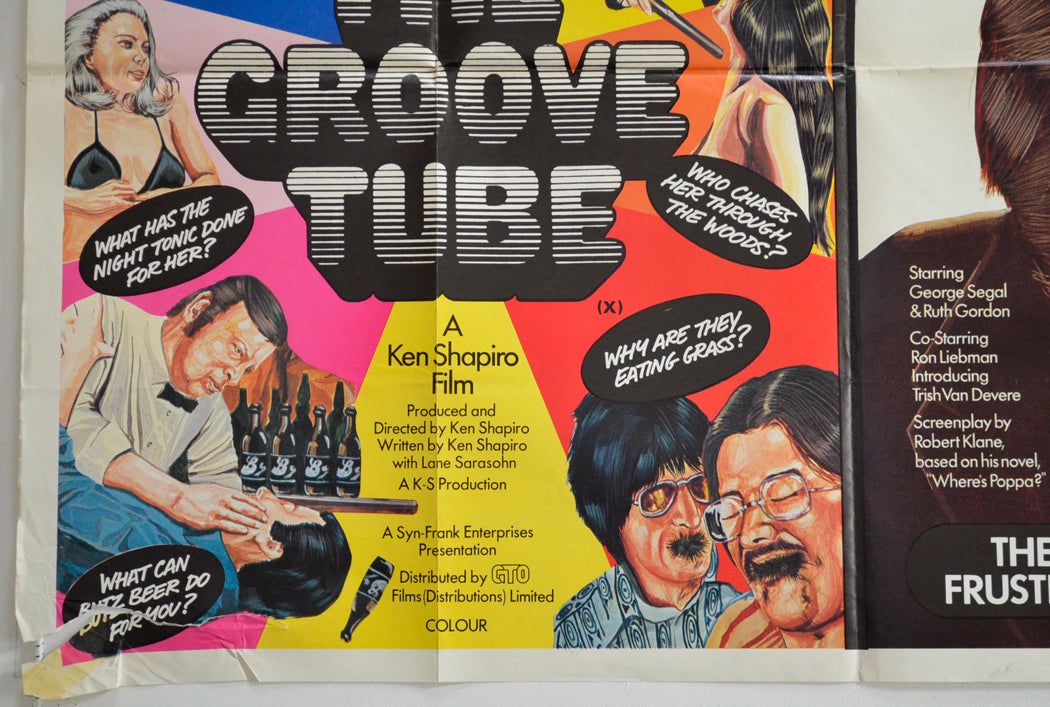 THE
GROOVE
TUBE
WHAT HAS THE
NIGHT TONIC DONE
FOR HER?
WHO CHASES
HER THROUGH
THE WOODS?
(X)
WHY ARE THEY
EATING GRASS?
A
Ken Shapiro
Film
Produced and
Directed by Ken Shapiro
Written by Ken Shapiro
with Lane Sarasohn
A K-S Production
A Syn-Frank Enterprises
Presentation
Distributed by GTO
Films (Distributions) Limited
COLOUR
WHAT CAN
BUTZ BEER DO
FOR YOU?
Starring
George Segal
& Ruth Gordon
Co-Starring
Ron Liebman
Introducing
Trish Van Devere
Screenplay by
Robert Klane,
based on his novel,
"Where's Poppa?"
THE
FRUST